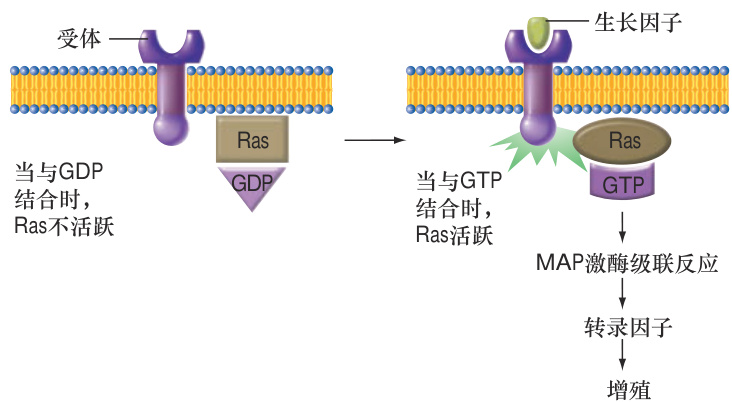 受体
Ras
GDP
当与GDP
结合时，
Ras不活跃
生长因子
Ras
GTP
当与GTP
结合时，
Ras活跃
MAP激酶级联反应
转录因子
增殖